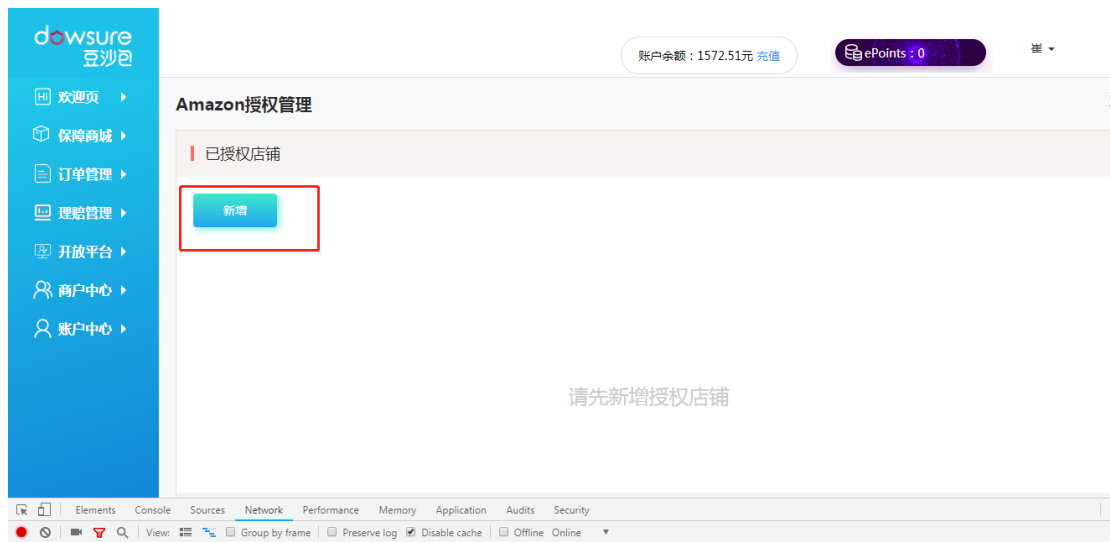 dowsure
豆沙包
账户余额：1572.51元 充值
ePoints：0
崔
Hi 欢迎页
保障商城
订单管理
理赔管理
开放平台
商户中心
账户中心
Amazon授权管理
已授权店铺
新增
请先新增授权店铺
Elements Console Sources Network Performance Memory Application Audits Security
View: Group by frame Preserve log Disable cache Offline Online